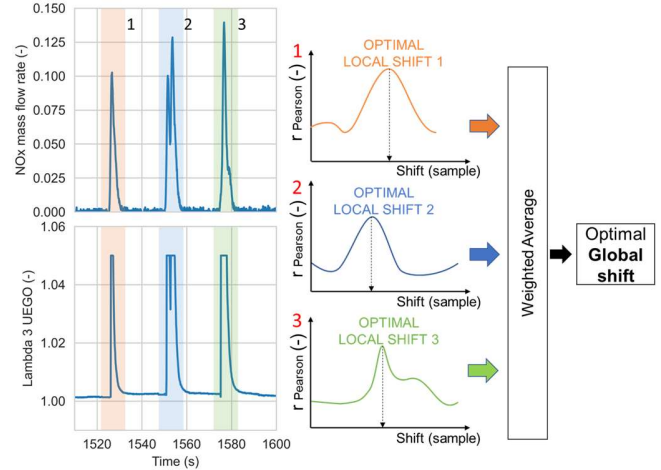 0.150
0.125
0.100
0.075
0.050
0.025
0.000
NOx mass flow rate (-)
1
2
3
1.06
1.04
1.02
1.00
Lambda 3 UEGO (-)
1520
1540
1560
1580
1600
Time (s)
1
r Pearson (-)
OPTIMAL
LOCAL SHIFT 1
Shift (sample)
2
r Pearson (-)
OPTIMAL
LOCAL SHIFT 2
Shift (sample)
3
r Pearson (-)
OPTIMAL
LOCAL SHIFT 3
Shift (sample)
Weighted Average
Optimal
Global
shift